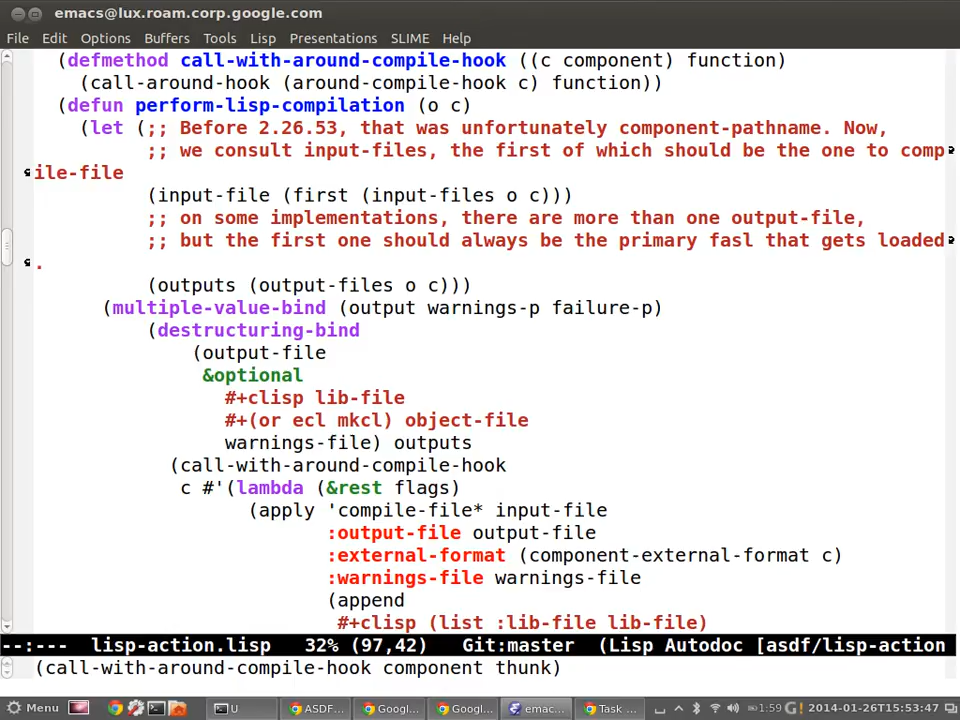 emacs@lux.roam.corp.google.com
File Edit Options Buffers Tools Lisp Presentations SLIME Help
(defmethod call-with-around-compile-hook ((c component) function)
(call-around-hook (around-compile-hook c) function))
(defun perform-lisp-compilation (o c)
(let (;; Before 2.26.53, that was unfortunately component-pathname. Now,
;; we consult input-files, the first of which should be the one to comp
ile-file
(input-file (first (input-files o c)))
;; on some implementations, there are more than one output-file,
;; but the first one should always be the primary fasl that gets loaded
.
(outputs (output-files o c)))
(multiple-value-bind (output warnings-p failure-p)
(destructuring-bind
(output-file
&optional
#+clisp lib-file
#+(or ecl mkcl) object-file
warnings-file) outputs
(call-with-around-compile-hook
c #'(lambda (&rest flags)
(apply 'compile-file* input-file
:output-file output-file
:external-format (component-external-format c)
:warnings-file warnings-file
(append
#+clisp (list :lib-file lib-file)
--:--- lisp-action.lisp 32% (97,42) Git:master (Lisp Autodoc [asdf/lisp-action
(call-with-around-compile-hook component thunk)
Menu U ASDF... Googl... Googl... emac... Task ... 1:59 2014-01-26T15:53:47